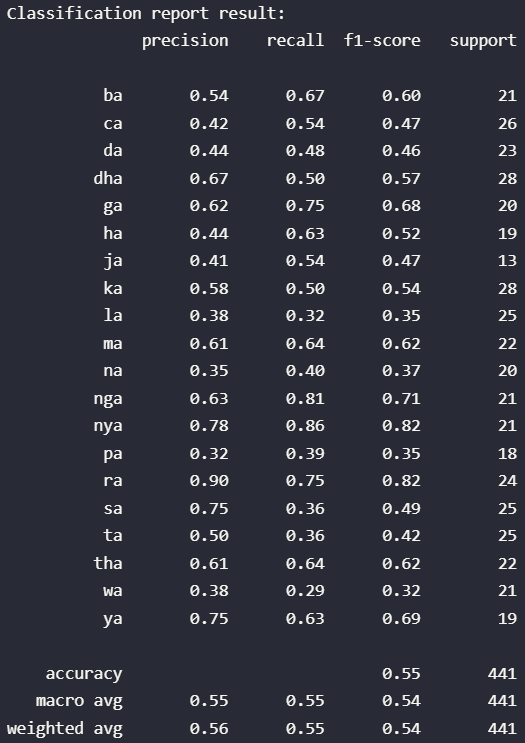 Classification report result:
precision recall f1-score support
ba 0.54 0.67 0.60 21
ca 0.42 0.54 0.47 26
da 0.44 0.48 0.46 23
dha 0.67 0.50 0.57 28
ga 0.62 0.75 0.68 20
ha 0.44 0.63 0.52 19
ja 0.41 0.54 0.47 13
ka 0.58 0.50 0.54 28
la 0.38 0.32 0.35 25
ma 0.61 0.64 0.62 22
na 0.35 0.40 0.37 20
nga 0.63 0.81 0.71 21
nya 0.78 0.86 0.82 21
pa 0.32 0.39 0.35 18
ra 0.90 0.75 0.82 24
sa 0.75 0.36 0.49 25
ta 0.50 0.36 0.42 25
tha 0.61 0.64 0.62 22
wa 0.38 0.29 0.32 21
ya 0.75 0.63 0.69 19
accuracy 0.55 441
macro avg 0.55 0.55 0.54 441
weighted avg 0.56 0.55 0.54 441